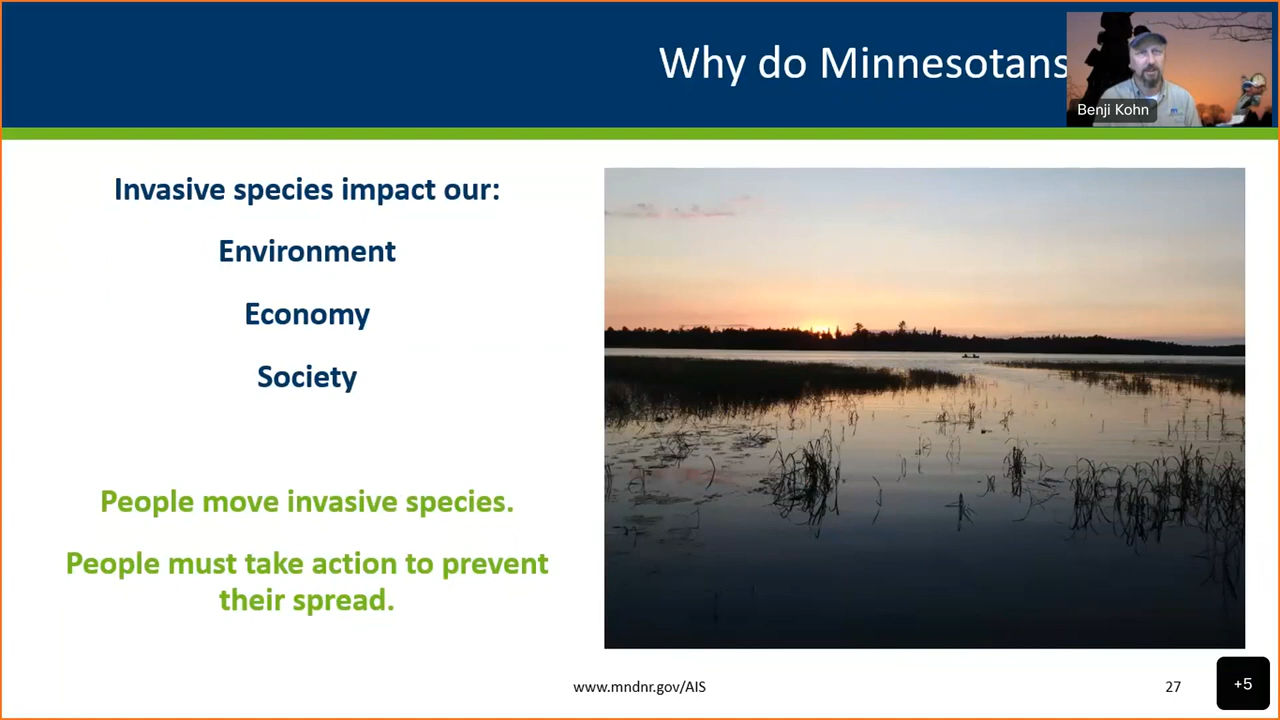 Why do Minnesotans
Benji Kohn
Invasive species impact our:
Environment
Economy
Society
People move invasive species.
People must take action to prevent
their spread.
www.mndnr.gov/AIS
27
+5